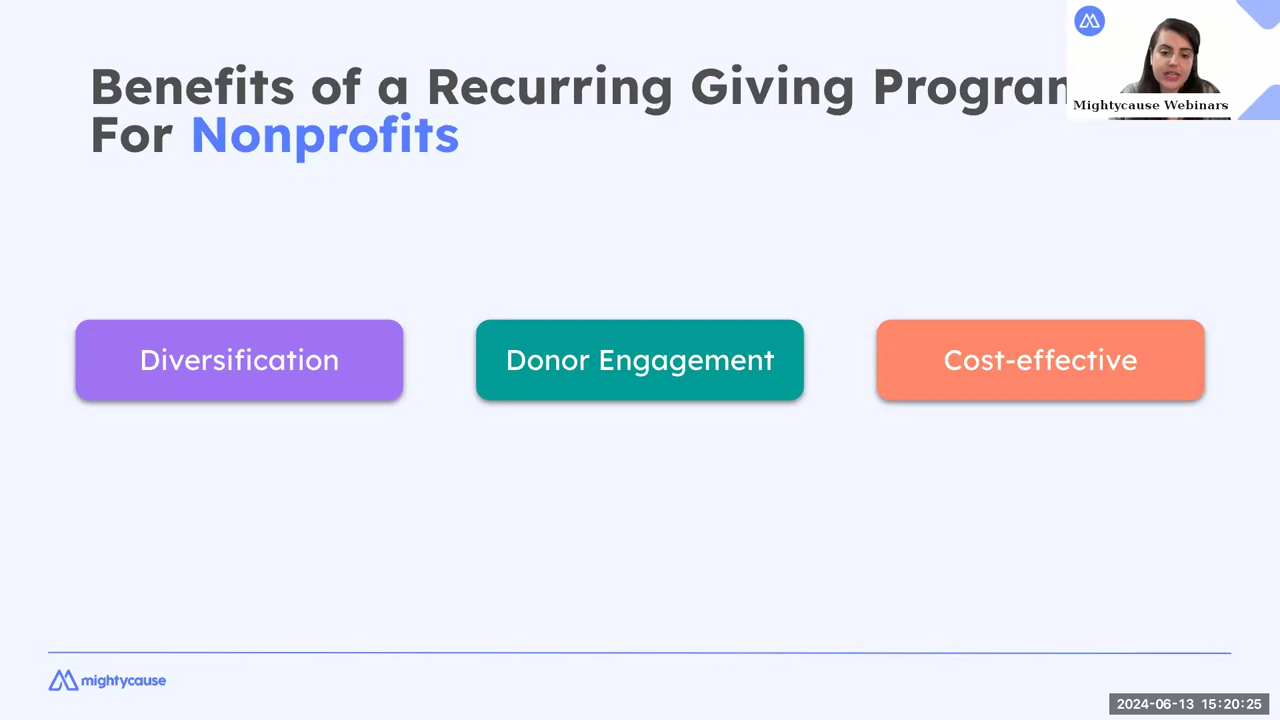 Benefits of a Recurring Giving Program
For Nonprofits
Mightycause Webinars
Diversification
Donor Engagement
Cost-effective
mightycause
2024-06-13 15:20:25